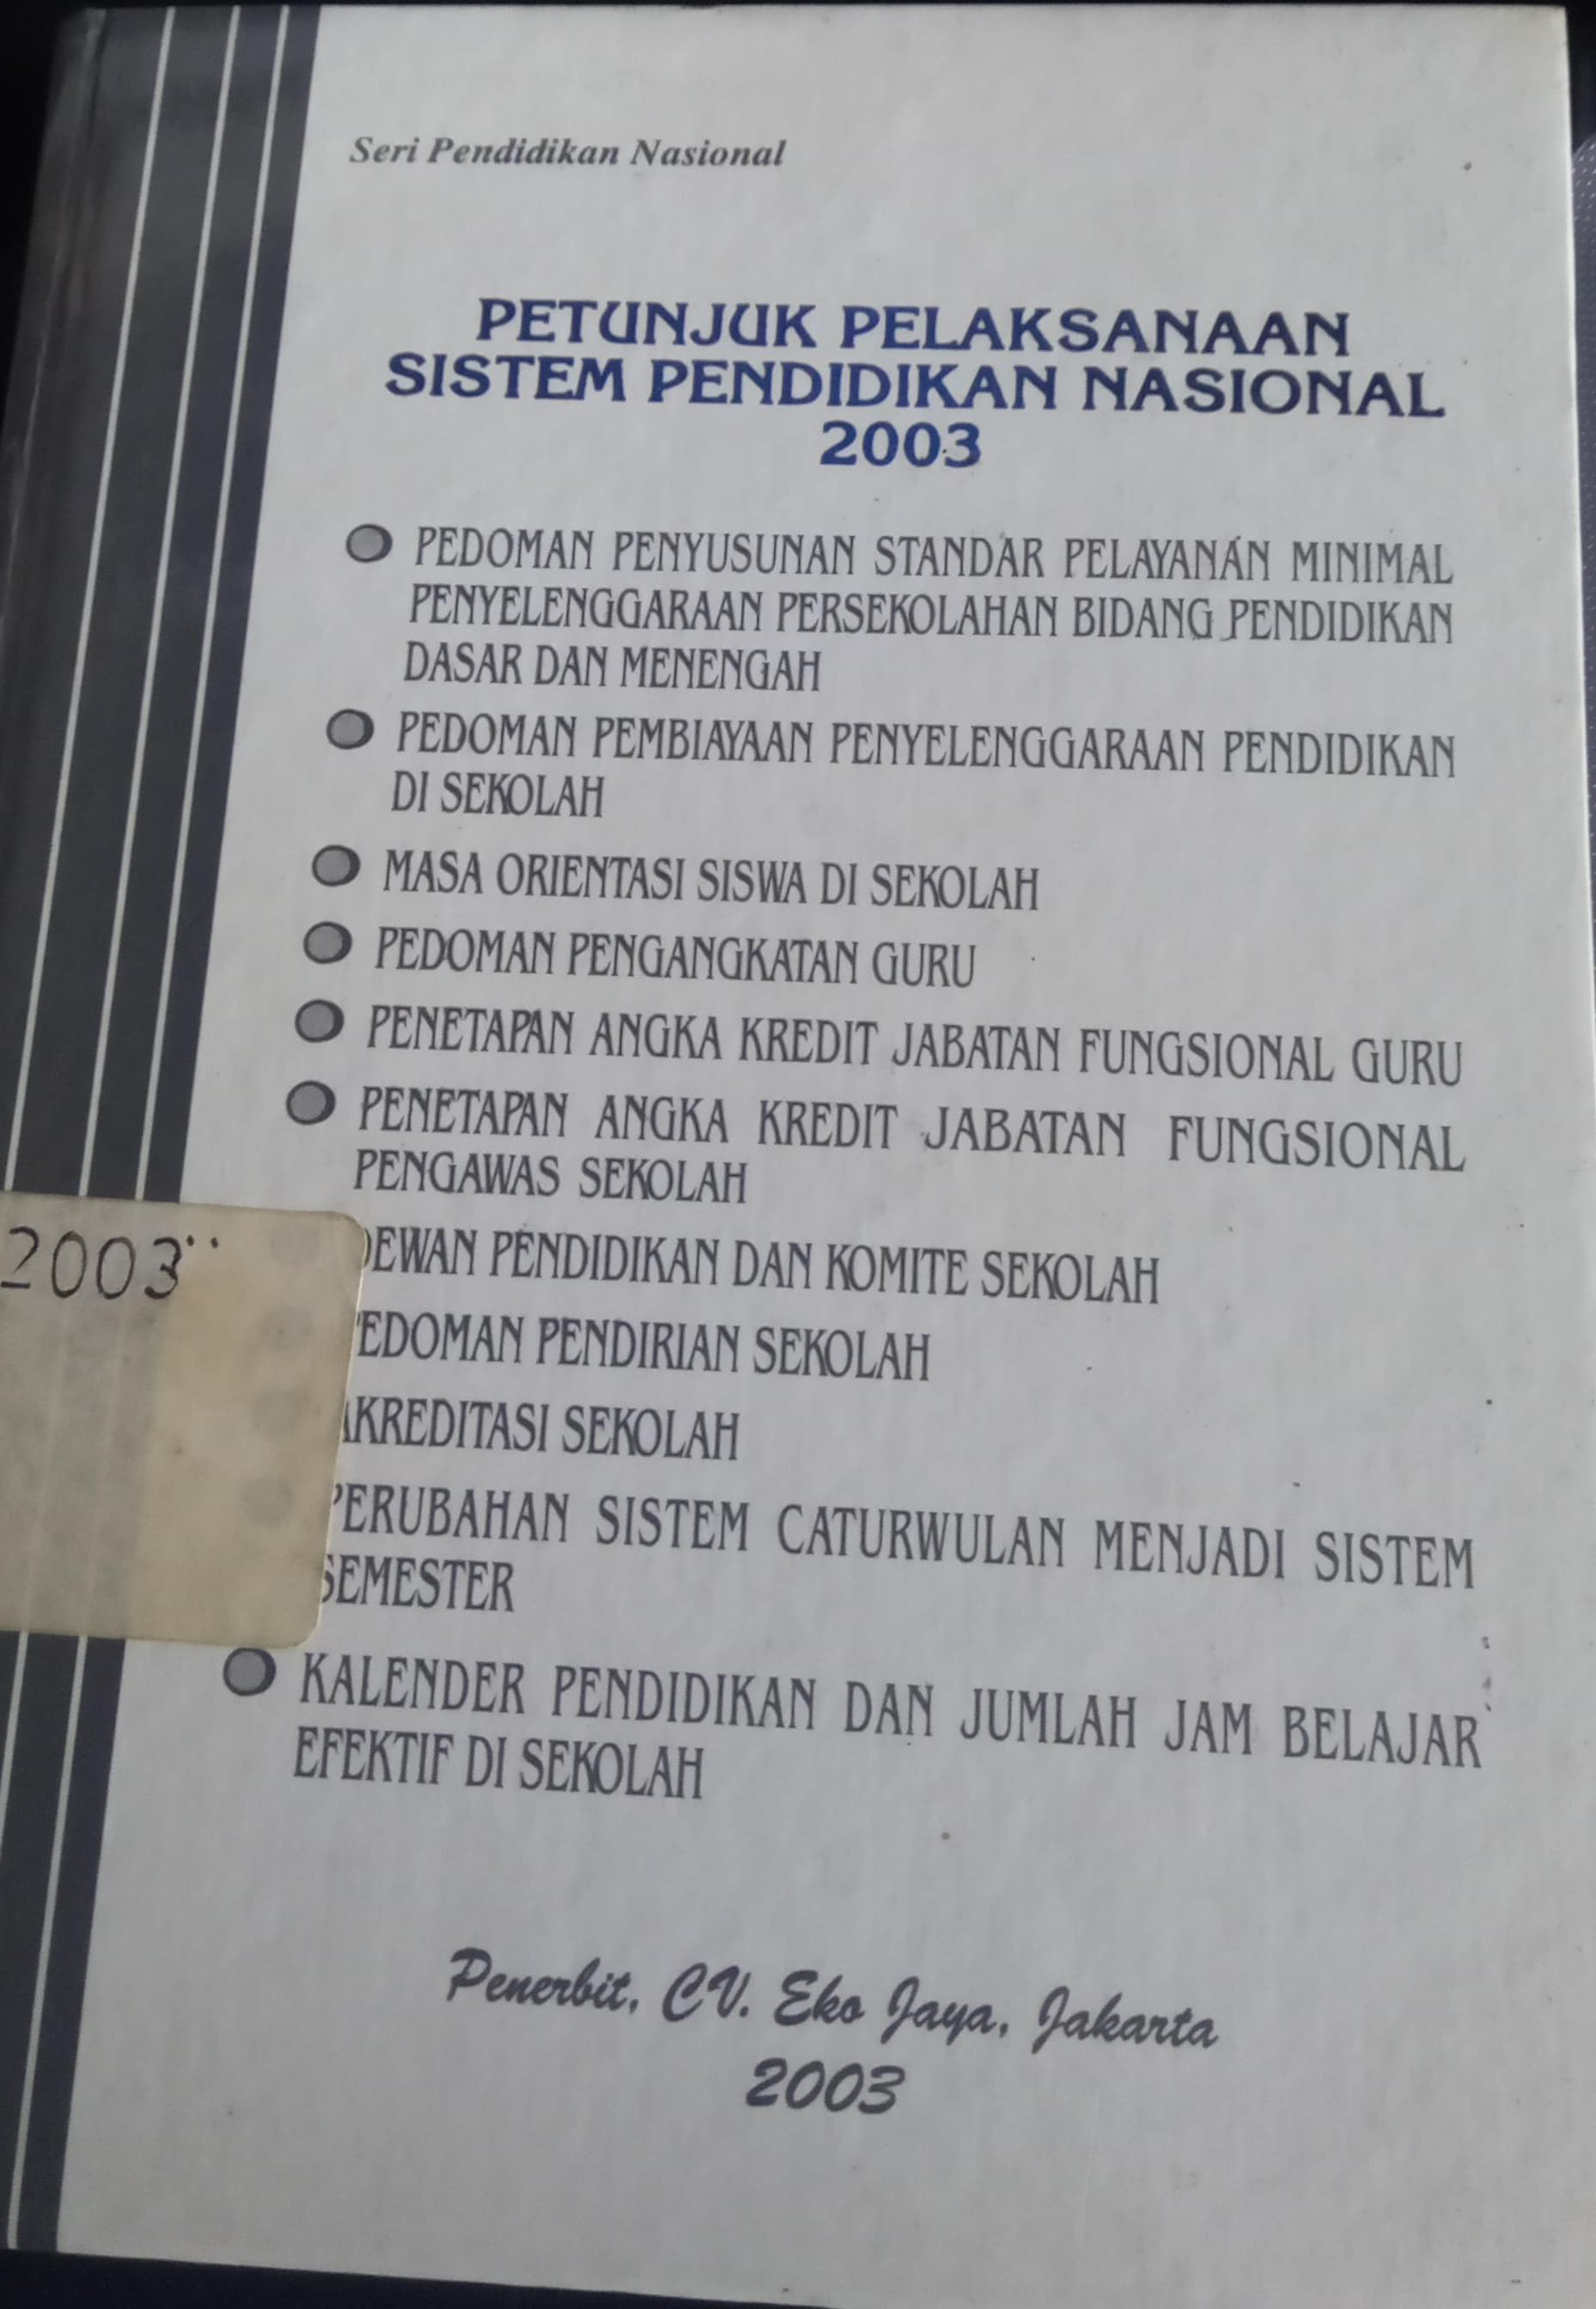 Seri Pendidikan Nasional
PETUNJUK PELAKSANAAN
SISTEM PENDIDIKAN NASIONAL
2003
PEDOMAN PENYUSUNAN STANDAR PELAYANAN MINIMAL
PENYELENGGARAAN PERSEKOLAHAN BIDANG PENDIDIKAN
DASAR DAN MENENGAH
PEDOMAN PEMBIAYAAN PENYELENGGARAAN PENDIDIKAN
DI SEKOLAH
MASA ORIENTASI SISWA DI SEKOLAH
PEDOMAN PENGANGKATAN GURU
PENETAPAN ANGKA KREDIT JABATAN FUNGSIONAL GURU
PENETAPAN ANGKA KREDIT JABATAN FUNGSIONAL
PENGAWAS SEKOLAH
2003
DEWAN PENDIDIKAN DAN KOMITE SEKOLAH
PEDOMAN PENDIRIAN SEKOLAH
AKREDITASI SEKOLAH
PERUBAHAN SISTEM CATURWULAN MENJADI SISTEM
SEMESTER
KALENDER PENDIDIKAN DAN JUMLAH JAM BELAJAR
EFEKTIF DI SEKOLAH
Penerbit, CV. Eko Jaya, Jakarta
2003